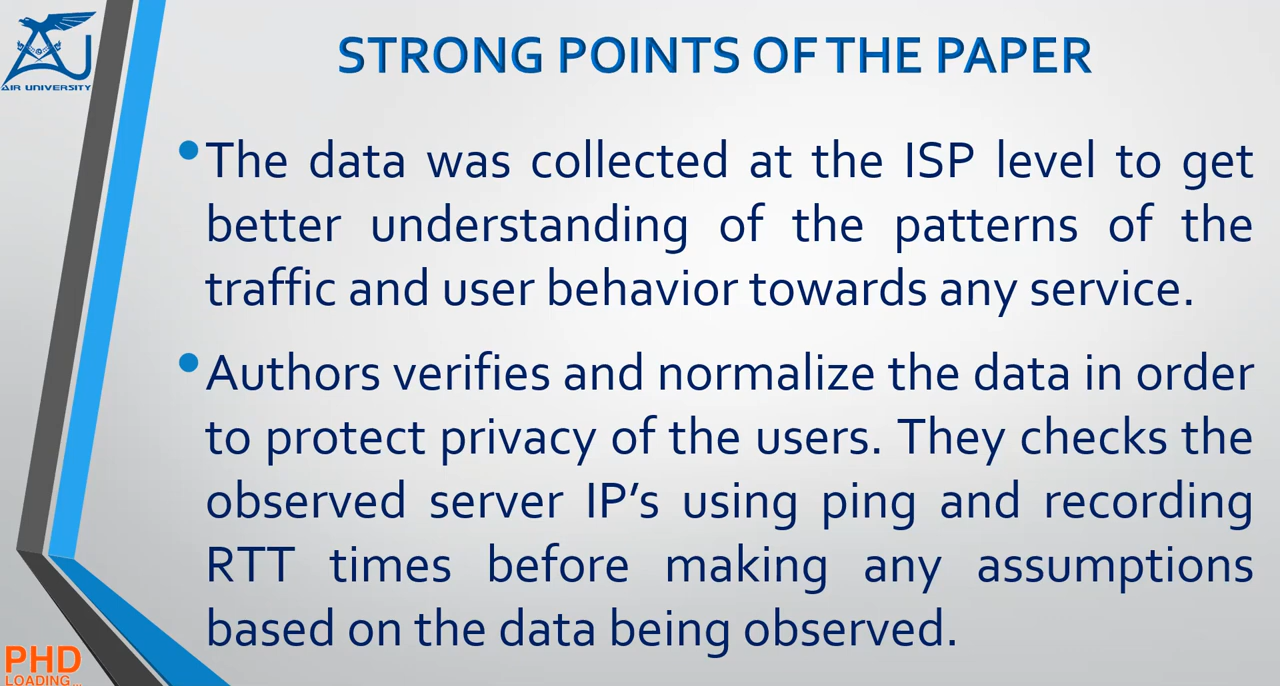 AIR UNIVERSITY
STRONG POINTS OF THE PAPER
•The data was collected at the ISP level to get
better understanding of the patterns of the
traffic and user behavior towards any service.
•Authors verifies and normalize the data in order
to protect privacy of the users. They checks the
observed server IP’s using ping and recording
RTT times before making any assumptions
based on the data being observed.
PHD
LOADING...